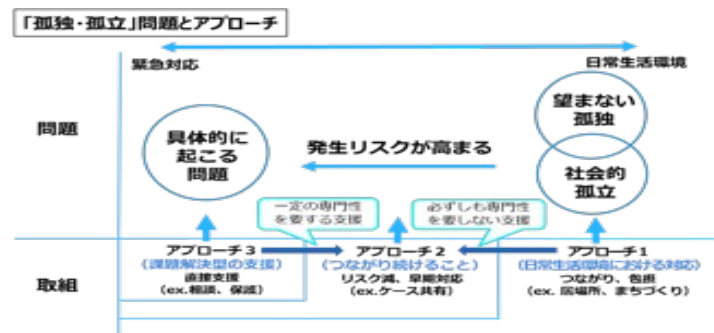 「孤独・孤立」問題とアプローチ
緊急対応
日常生活環境
問題
具体的に
起こる
問題
発生リスクが高まる
望まない
孤独
社会的
孤立
一定の専門性
を要する支援
必ずしも専門性
を要しない支援
取組
アプローチ3
(課題解決型の支援)
直接支援
(ex.相談、保護)
アプローチ2
(つながり続けること)
リスク減、早期対応
(ex.ケース共有)
アプローチ1
(日常生活環境における対応)
つながり、包摂
(ex. 居場所、まちづくり)